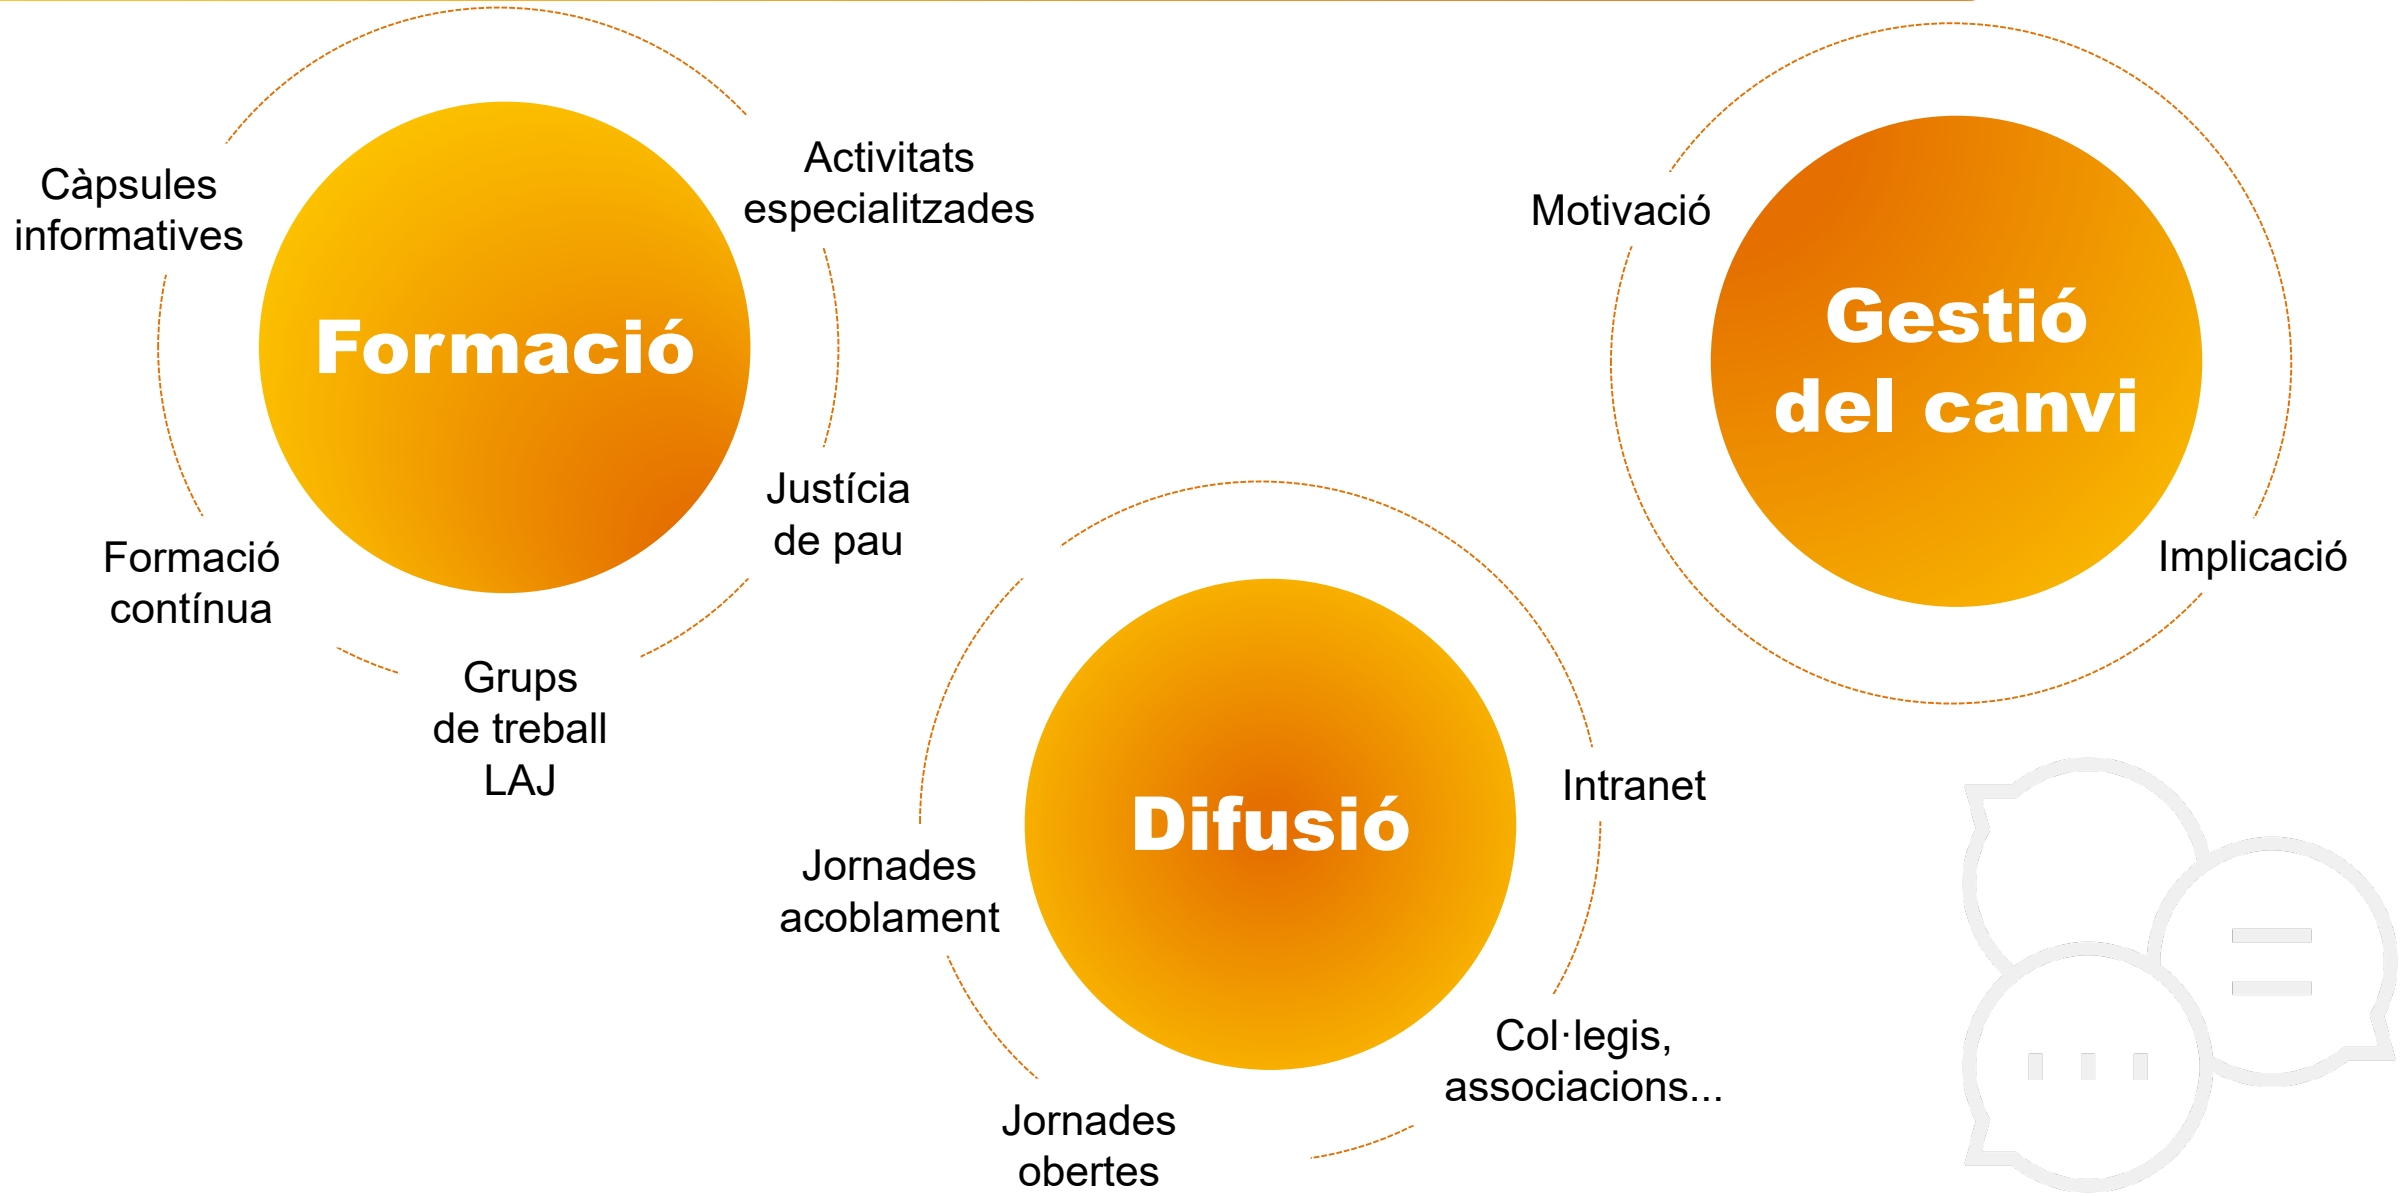 Formació
Càpsules
informatives
Activitats
especialitzades
Justícia
de pau
Grups
de treball
LAJ
Formació
contínua
Difusió
Intranet
Col·legis,
associacions...
Jornades
obertes
Jornades
acoblament
Gestió
del canvi
Motivació
Implicació